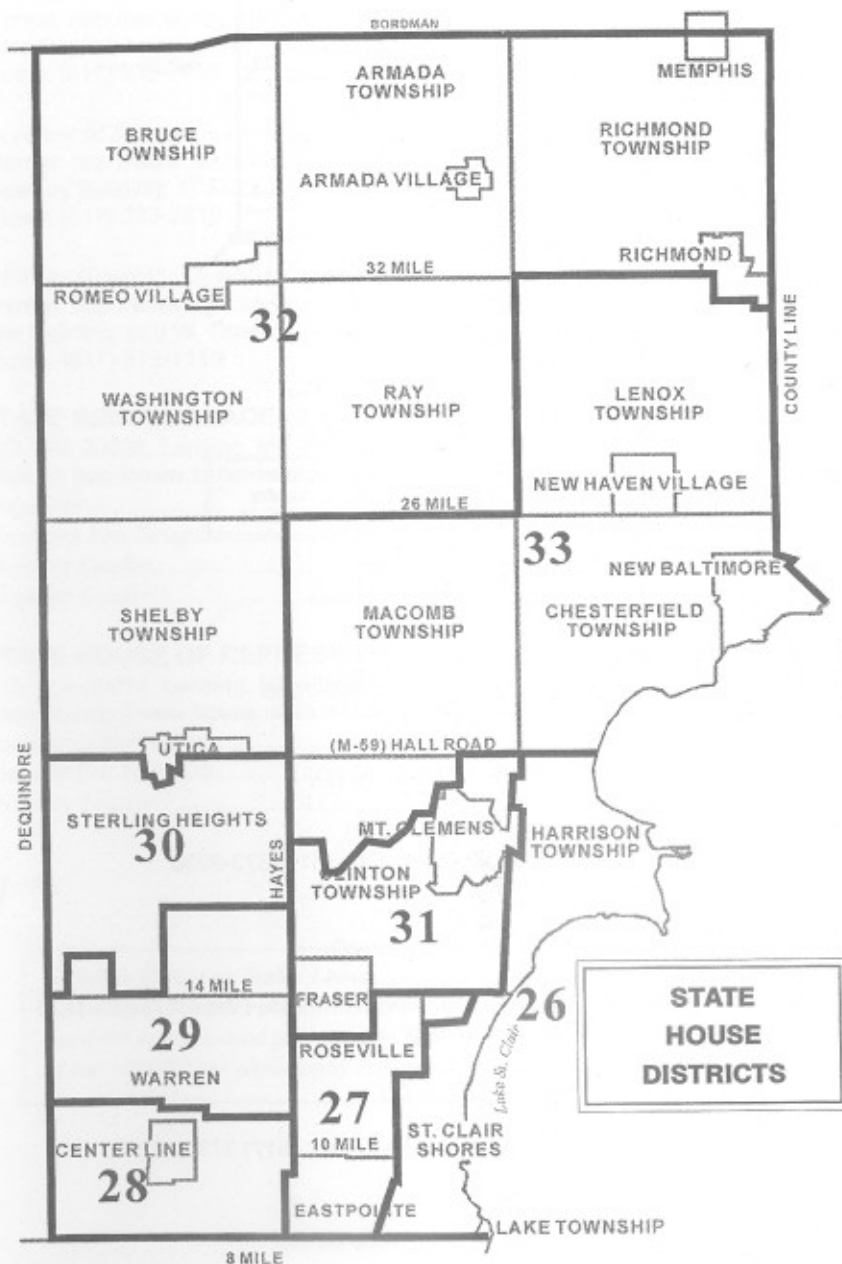 BORDMAN
ARMADA
TOWNSHIP
MEMPHIS
BRUCE
TOWNSHIP
RICHMOND
TOWNSHIP
ARMADA VILLAGE
RICHMOND
32 MILE
ROMEO VILLAGE
32
COUNTY LINE
WASHINGTON
TOWNSHIP
RAY
TOWNSHIP
LENOX
TOWNSHIP
NEW HAVEN VILLAGE
26 MILE
33
NEW BALTIMORE
SHELBY
TOWNSHIP
MACOMB
TOWNSHIP
CHESTERFIELD
TOWNSHIP
UTICA
(M-59) HALL ROAD
DEQUINDRE
STERLING HEIGHTS
30
HAYES
MT. CLEMENS
HARRISON
TOWNSHIP
CLINTON
TOWNSHIP
31
14 MILE
FRASER
26
STATE
HOUSE
DISTRICTS
29
Lake St. Clair
ROSEVILLE
WARREN
27
CENTER LINE
10 MILE
ST. CLAIR
SHORES
28
EASTPOINTE
LAKE TOWNSHIP
8 MILE